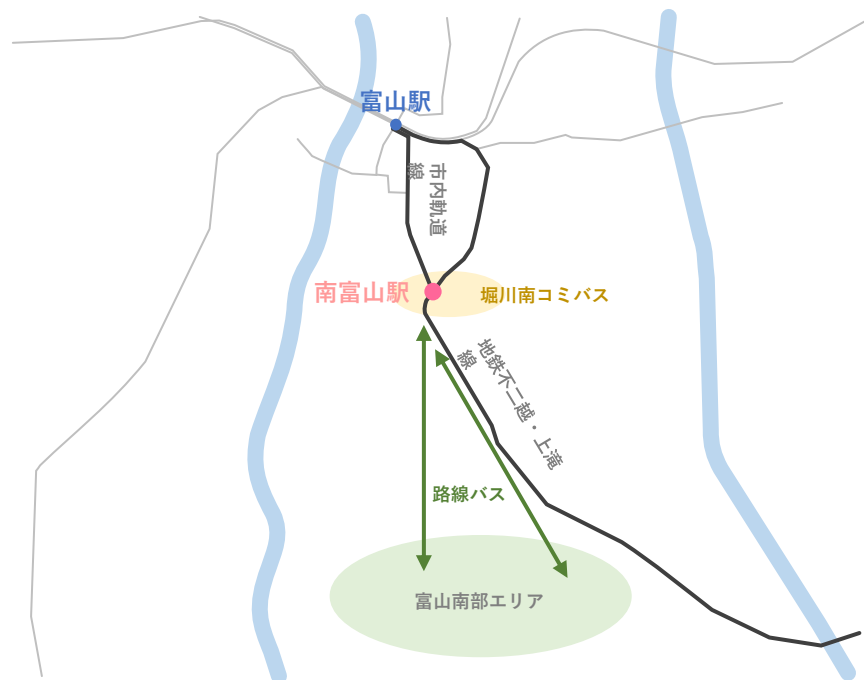 富山駅
市内軌道
線
南富山駅
堀川南コミバス
地鉄不二越・上滝
線
路線バス
富山南部エリア